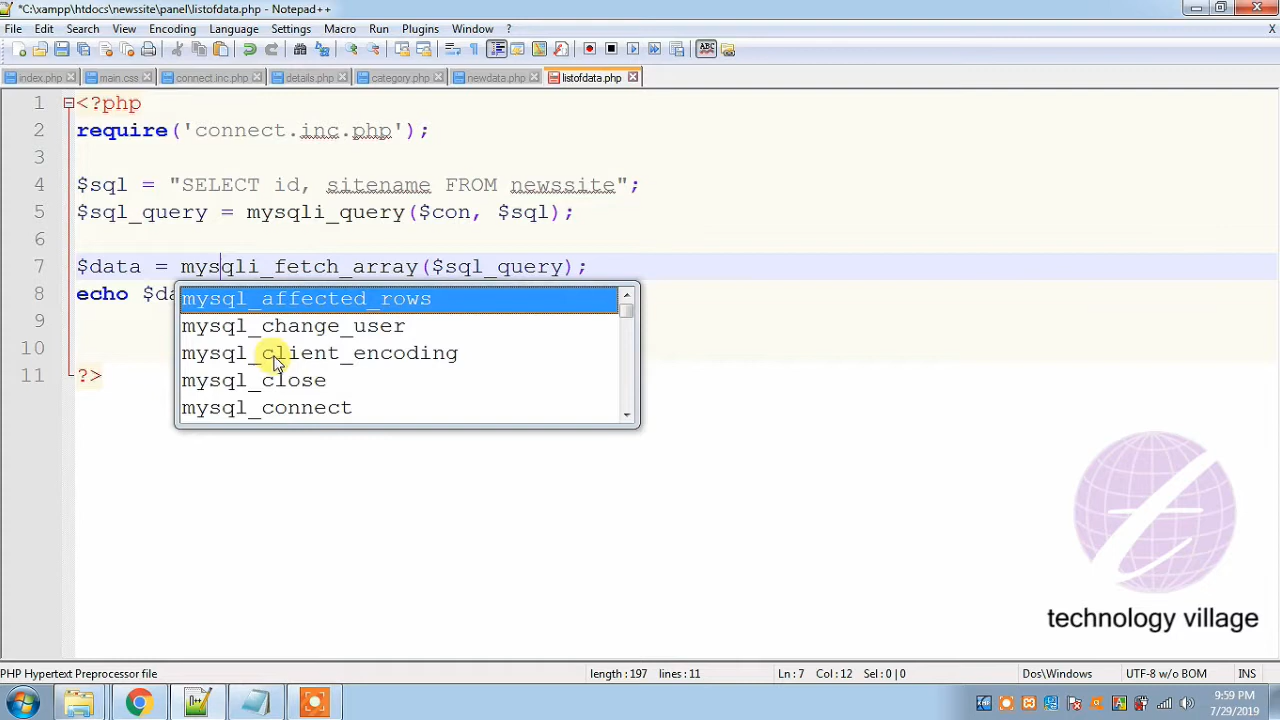 *C:\xampp\htdocs\newssite\panel\listofdata.php - Notepad++
File Edit Search View Encoding Language Settings Macro Run Plugins Window ? X
index.php main.css connect.inc.php details.php category.php newdata.php listofdata.php
1 <?php
2 require('connect.inc.php');
3
4 $sql = "SELECT id, sitename FROM newssite";
5 $sql_query = mysqli_query($con, $sql);
6
7 $data = mysqli_fetch_array($sql_query);
8 echo $da
mysql_affected_rows
mysql_change_user
9
mysql_client_encoding
10
mysql_close
11 ?>
mysql_connect
technology village
PHP Hypertext Preprocessor file length : 197 lines : 11 Ln : 7 Col : 12 Sel : 0 | 0 Dos\Windows UTF-8 w/o BOM INS
9:59 PM
7/29/2019